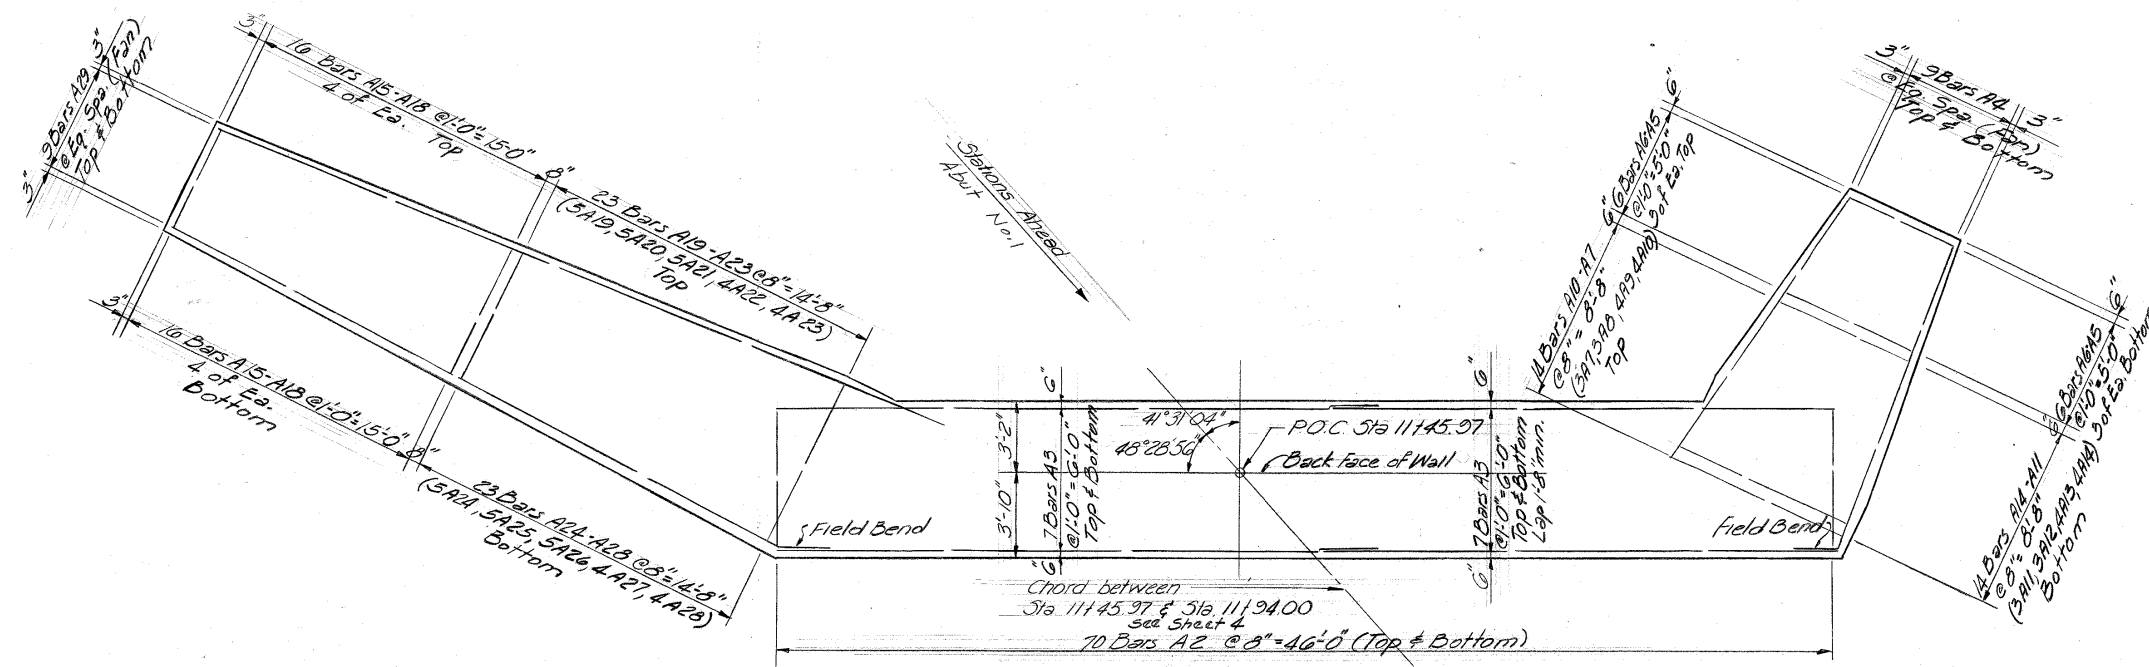 3"
9 Bars A29
@ Eq. Spa. (Fan)
Top & Bottom
3"
3"
16 Bars A15-A18 @1'-0"=15'-0"
4 of Ea.
Top
8"
23 Bars A19-A23@8"=14'-8"
(5A19, 5A20, 5A21, 4A22, 4A23)
Top
3"
16 Bars A15-A18@1'-0"=15'-0"
4 of Ea.
Bottom
8"
23 Bars A24-A28 @8"=14'-8"
(5A24, 5A25, 5A26, 4A27, 4A28)
Bottom
Stations Ahead
Abut No.1
Field Bend
3'-2"
3'-10"
6"
7 Bars A3
@1'-0"=6'-0"
Top & Bottom
6"
41°31'04"
48°28'56"
P.O.C. Sta 11+45.97
Back Face of Wall
6"
7 Bars A3
@1'-0"=6'-0"
Top & Bottom
Lap 1'-8" min.
6"
Chord between
Sta 11+45.97 & Sta. 11+94.00
See Sheet 4
70 Bars A2 @ 8"=46'-0" (Top & Bottom)
Field Bend
14 Bars A10-A7
@8"= 8'-8"
(3A7, 3A8, 4A9, 4A10)
Top
6"
6"
6 Bars A6&A5
@1'-0"=5'-0"
3 of Ea. Top
3"
9 Bars A4
@ Eq. Spa. (Fan)
Top & Bottom
3"
6"
6 Bars A6&A5
@1'-0"=5'-0"
3 of Ea. Bottom
6"
14 Bars A14-A11
@8"= 8'-8"
(3A11, 3A12, 4A13, 4A14)
Bottom